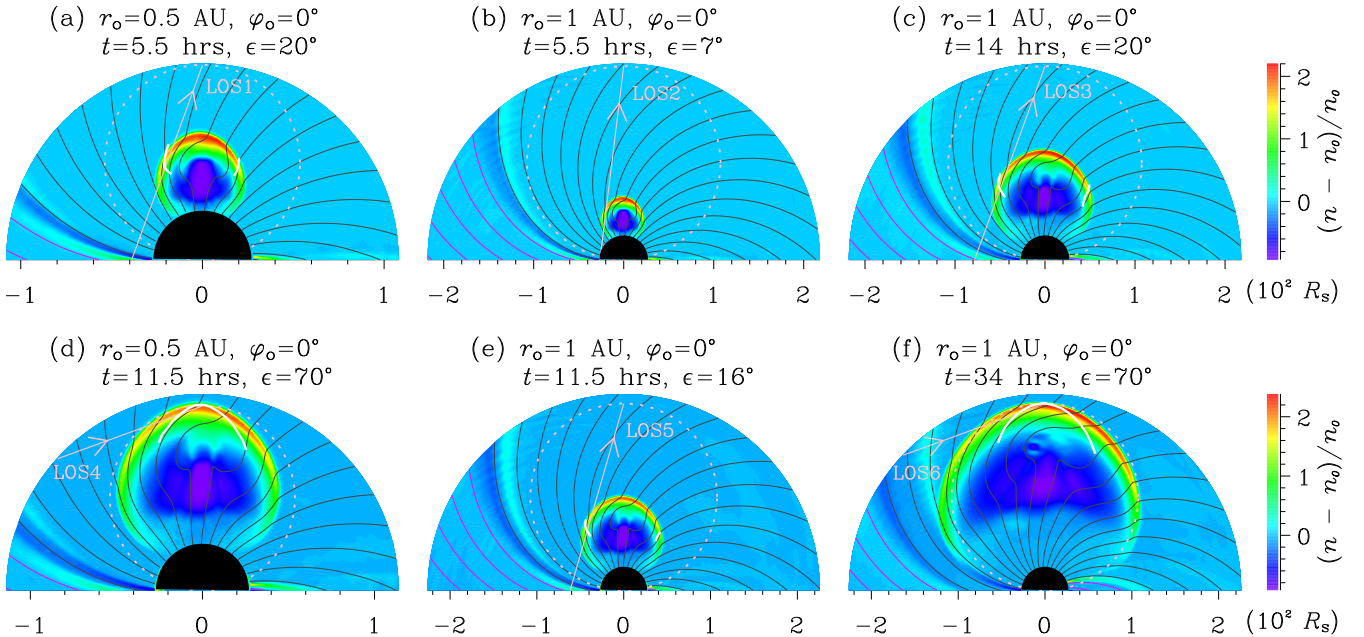 (a) r₀=0.5 AU, φ₀=0°
t=5.5 hrs, ϵ=20°
(b) r₀=1 AU, φ₀=0°
t=5.5 hrs, ϵ=7°
(c) r₀=1 AU, φ₀=0°
t=14 hrs, ϵ=20°
LOS1
LOS2
LOS3
2
1
0
(n − n₀)/n₀
−1 0 1
−2 −1 0 1 2
−2 −1 0 1 2
(10² Rₛ)
(d) r₀=0.5 AU, φ₀=0°
t=11.5 hrs, ϵ=70°
(e) r₀=1 AU, φ₀=0°
t=11.5 hrs, ϵ=16°
(f) r₀=1 AU, φ₀=0°
t=34 hrs, ϵ=70°
LOS4
LOS5
LOS6
2
1
0
(n − n₀)/n₀
−1 0 1
−2 −1 0 1 2
−2 −1 0 1 2
(10² Rₛ)